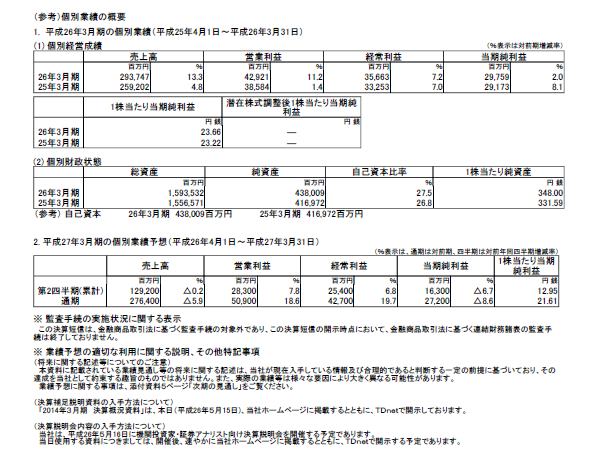 (参考)個別業績の概要
1. 平成26年3月期の個別業績(平成25年4月1日～平成26年3月31日)
(1)個別経営成績 (%表示は対前期増減率)
売上高 営業利益 経常利益 当期純利益
百万円 % 百万円 % 百万円 % 百万円 %
26年3月期 293,747 13.3 42,921 11.2 35,663 7.2 29,759 2.0
25年3月期 259,202 4.8 38,584 1.4 33,253 7.0 29,173 8.1
1株当たり当期純利益 潜在株式調整後1株当たり当期純利益
円 銭 円 銭
26年3月期 23.66 ―
25年3月期 23.22 ―
(2)個別財政状態
総資産 純資産 自己資本比率 1株当たり純資産
百万円 百万円 % 円 銭
26年3月期 1,593,532 438,009 27.5 348.00
25年3月期 1,556,571 416,972 26.8 331.59
(参考) 自己資本 26年3月期 438,009百万円 25年3月期 416,972百万円
2. 平成27年3月期の個別業績予想(平成26年4月1日～平成27年3月31日)
(%表示は、通期は対前期、四半期は対前年同四半期増減率)
売上高 営業利益 経常利益 当期純利益 1株当たり当期純利益
百万円 % 百万円 % 百万円 % 百万円 % 円 銭
第2四半期(累計) 129,200 △0.2 28,300 7.8 25,400 6.8 16,300 △6.7 12.95
通期 276,400 △5.9 50,900 18.6 42,700 19.7 27,200 △8.6 21.61
※ 監査手続の実施状況に関する表示
この決算短信は、金融商品取引法に基づく監査手続の対象外であり、この決算短信の開示時点において、金融商品取引法に基づく連結財務諸表の監査手
続は終了しておりません。
※ 業績予想の適切な利用に関する説明、その他特記事項
(将来に関する記述等についてのご注意)
本資料に記載されている業績見通し等の将来に関する記述は、当社が現在入手している情報及び合理的であると判断する一定の前提に基づいており、その
達成を当社として約束する趣旨のものではありません。また、実際の業績等は様々な要因により大きく異なる可能性があります。
業績予想に関する事項は、添付資料5ページ「次期の見通し」をご覧ください。
(決算補足説明資料の入手方法について)
「2014年3月期 決算概況資料」は、本日(平成26年5月15日)、当社ホームページに掲載するとともに、TDnetで開示しております。
(決算説明会内容の入手方法について)
当社は、平成26年5月16日に機関投資家・証券アナリスト向け決算説明会を開催する予定であります。
当日使用する資料につきましては、開催後、速やかに当社ホームページに掲載するとともに、TDnetで開示する予定であります。